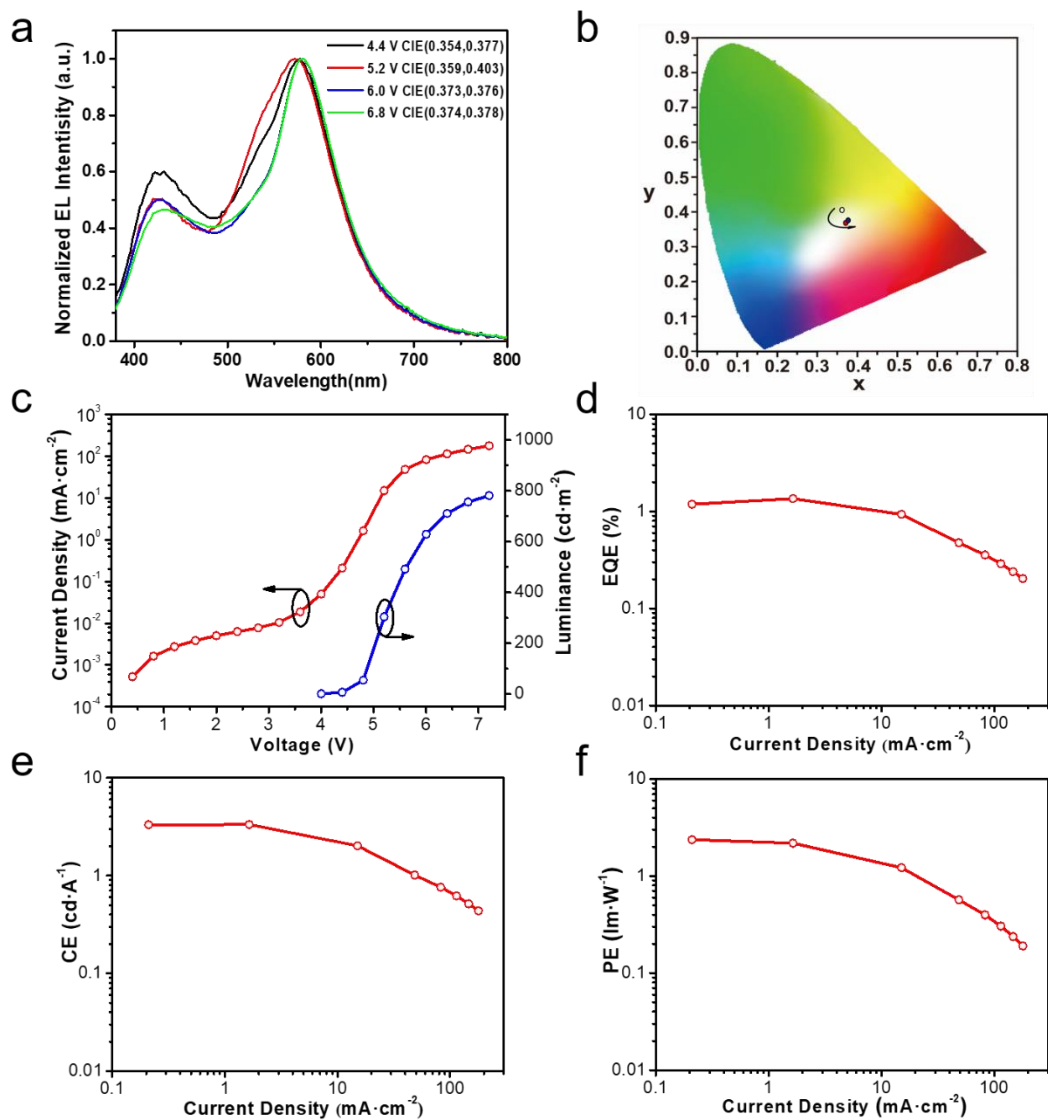 a
Normalized EL Intentisity (a.u.)
1.0
0.8
0.6
0.4
0.2
0.0
4.4 V CIE(0.354,0.377)
5.2 V CIE(0.359,0.403)
6.0 V CIE(0.373,0.376)
6.8 V CIE(0.374,0.378)
400 500 600 700 800
Wavelength(nm)
b
y
0.9
0.8
0.7
0.6
0.5
0.4
0.3
0.2
0.1
0.0
0.0 0.1 0.2 0.3 0.4 0.5 0.6 0.7 0.8
x
c
Current Density (mA·cm⁻²)
10³
10²
10¹
10⁰
10⁻¹
10⁻²
10⁻³
10⁻⁴
0 1 2 3 4 5 6 7
Voltage (V)
1000
800
600
400
200
0
Luminance (cd·m⁻²)
d
EQE (%)
10
1
0.1
0.01
0.1 1 10 100
Current Density (mA·cm⁻²)
e
CE (cd·A⁻¹)
10
1
0.1
0.01
0.1 1 10 100
Current Density (mA·cm⁻²)
f
PE (lm·W⁻¹)
10
1
0.1
0.01
0.1 1 10 100
Current Density (mA·cm⁻²)